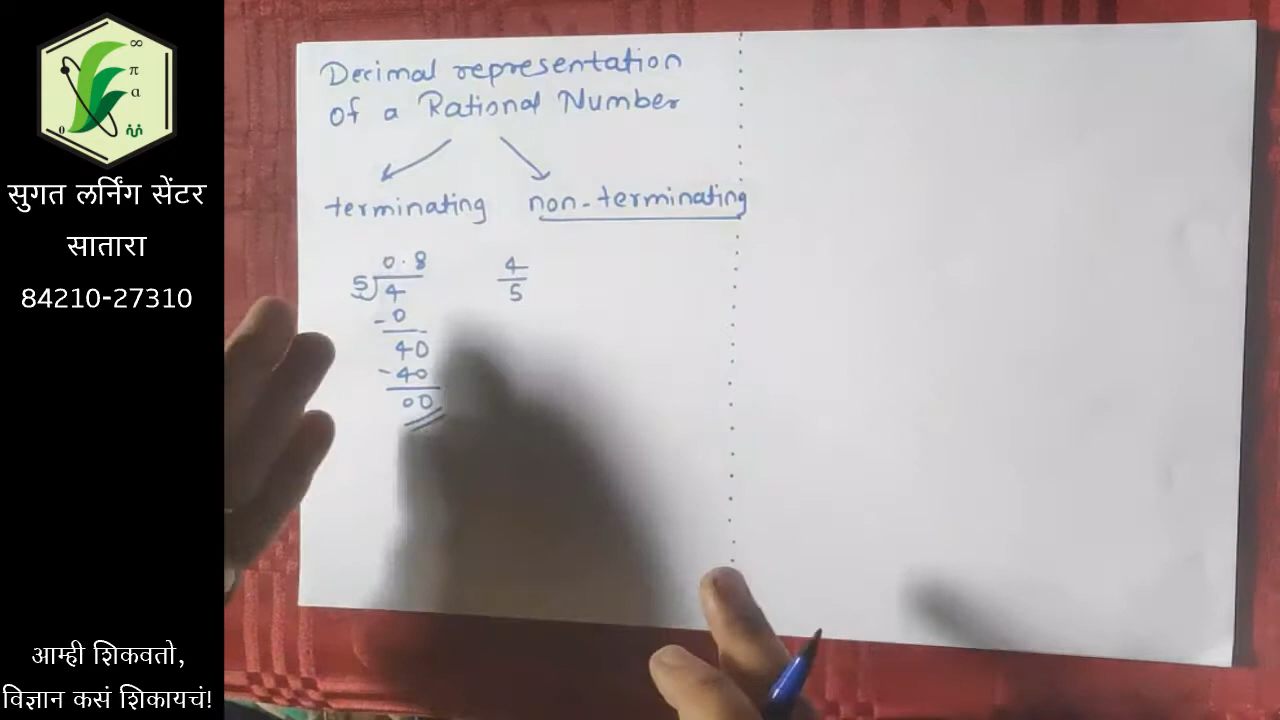 ∞
π
α
0
सुगत लर्निंग सेंटर
सातारा
84210-27310
आम्ही शिकवतो,
विज्ञान कसं शिकायचं!
Decimal representation
of a Rational Number
terminating non-terminating
0.8
5)4
-0
40
-40
00
4
5